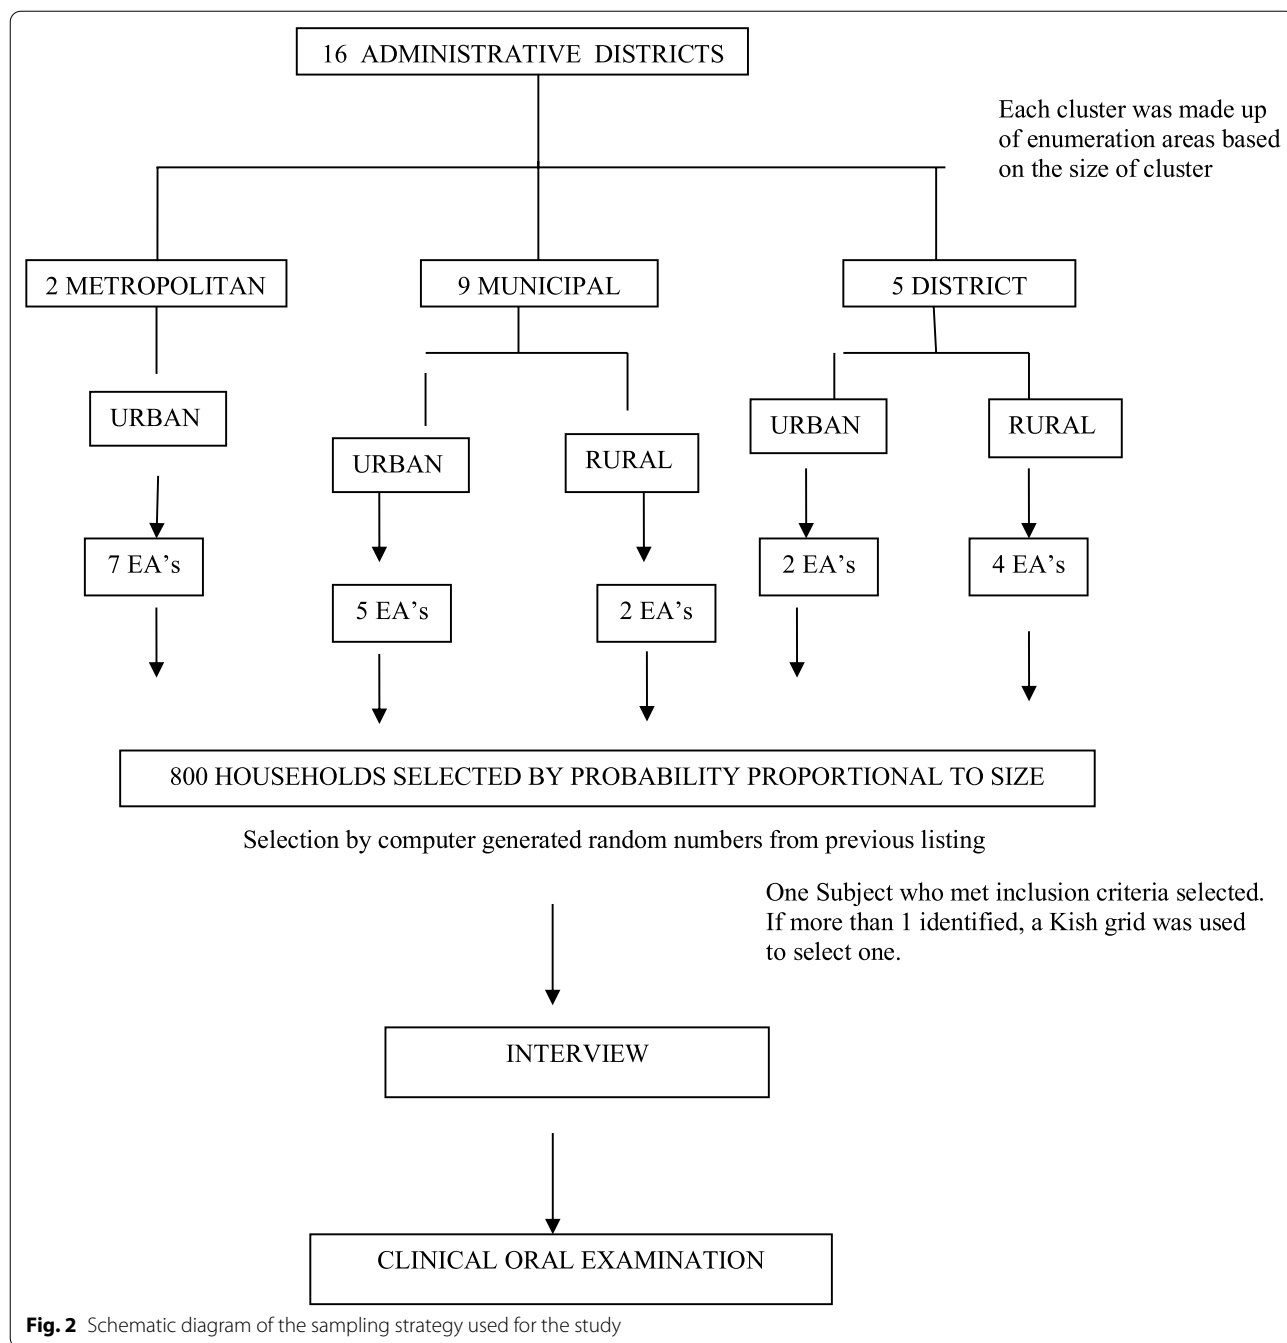 16 ADMINISTRATIVE DISTRICTS
Each cluster was made up
of enumeration areas based
on the size of cluster
2 METROPOLITAN
9 MUNICIPAL
5 DISTRICT
URBAN
URBAN
RURAL
URBAN
RURAL
7 EA’s
5 EA’s
2 EA’s
2 EA’s
4 EA’s
800 HOUSEHOLDS SELECTED BY PROBABILITY PROPORTIONAL TO SIZE
Selection by computer generated random numbers from previous listing
One Subject who met inclusion criteria selected.
If more than 1 identified, a Kish grid was used
to select one.
INTERVIEW
CLINICAL ORAL EXAMINATION
Fig. 2 Schematic diagram of the sampling strategy used for the study